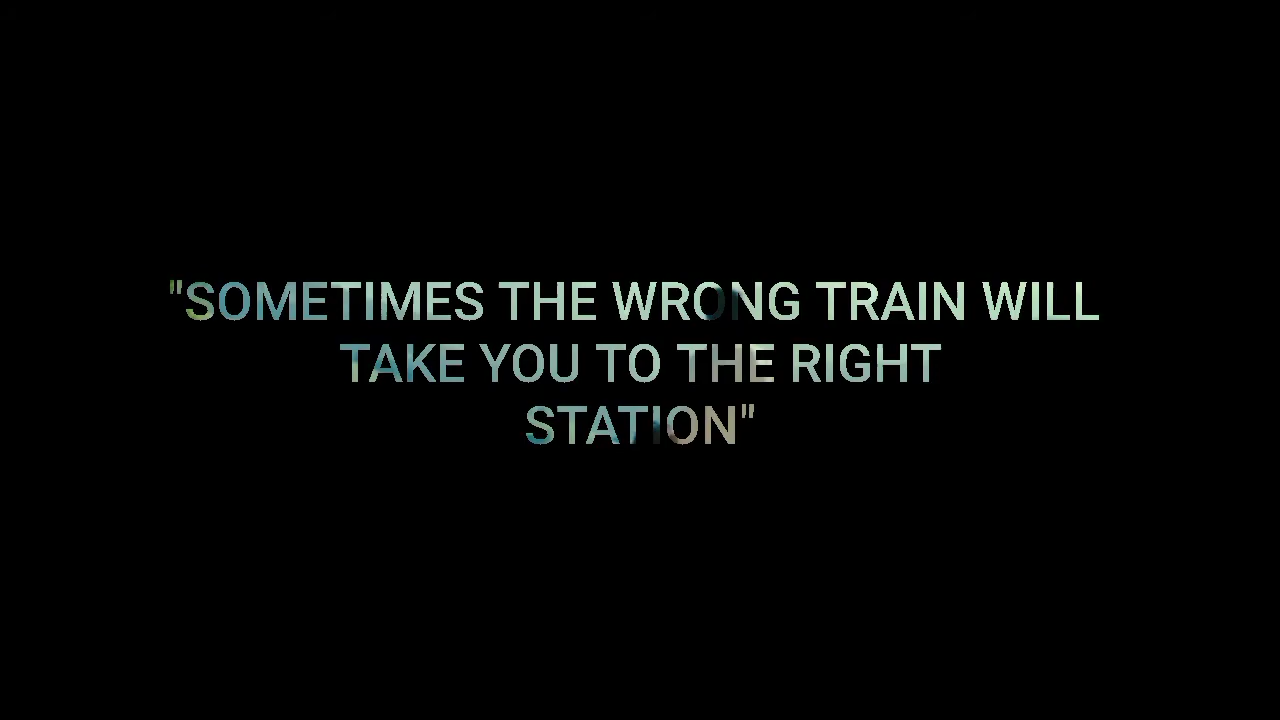 "SOMETIMES THE WRONG TRAIN WILL
TAKE YOU TO THE RIGHT
STATION"